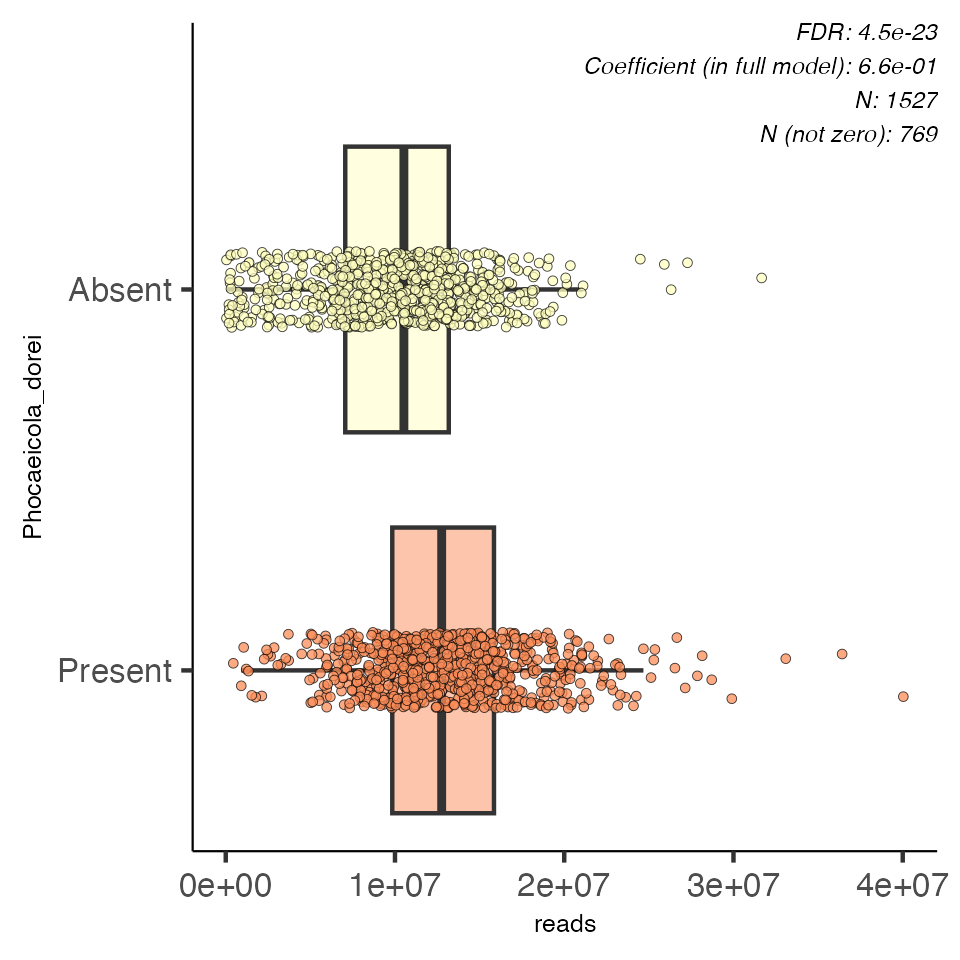 FDR: 4.5e-23
Coefficient (in full model): 6.6e-01
N: 1527
N (not zero): 769
Phocaeicola_dorei
Absent
Present
0e+00 1e+07 2e+07 3e+07 4e+07
reads